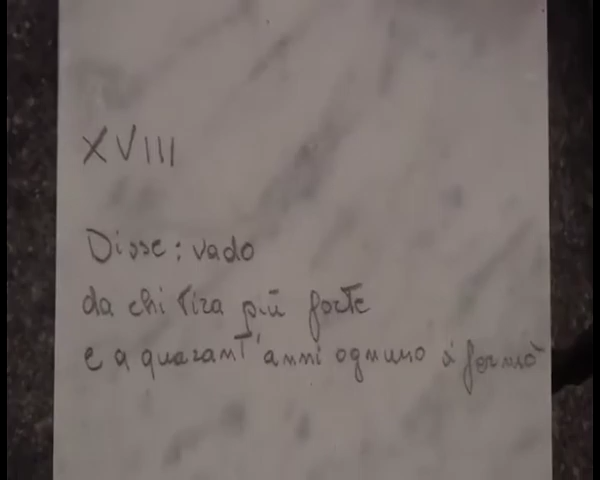 XVIII
Disse: vado
da chi tira più forte
e a quarant'anni ognuno si fermò